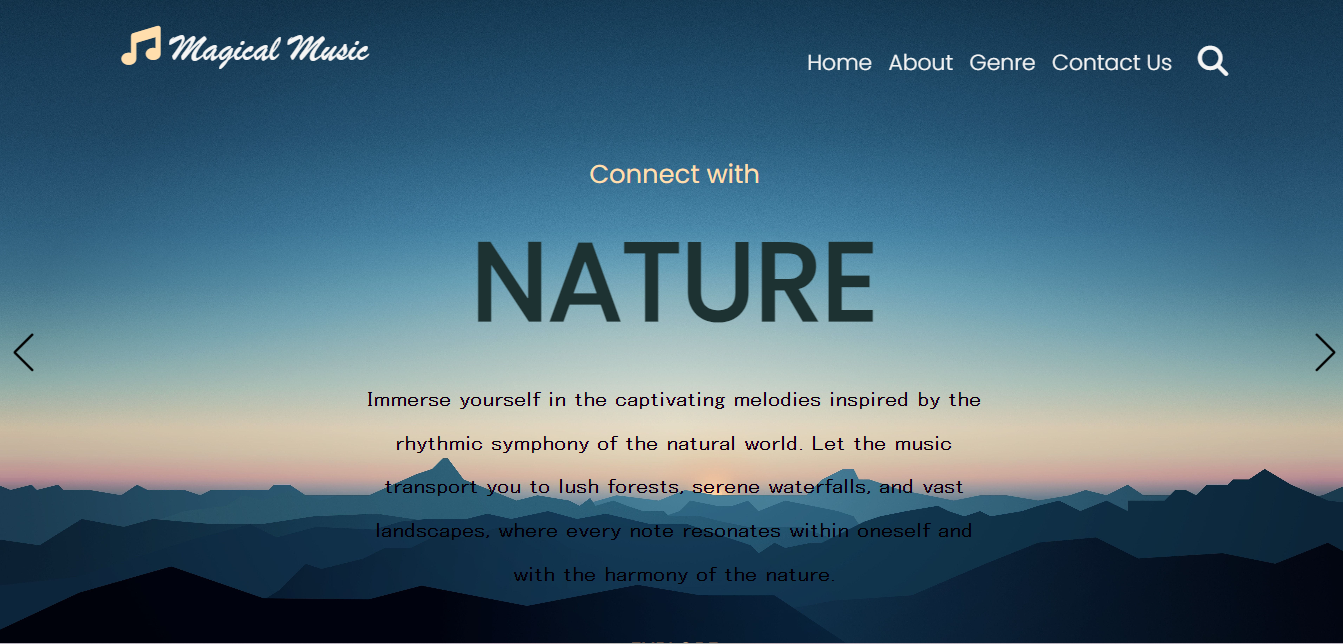 Magical Music
Home About Genre Contact Us
Connect with
NATURE
Immerse yourself in the captivating melodies inspired by the
rhythmic symphony of the natural world. Let the music
transport you to lush forests, serene waterfalls, and vast
landscapes, where every note resonates within oneself and
with the harmony of the nature.